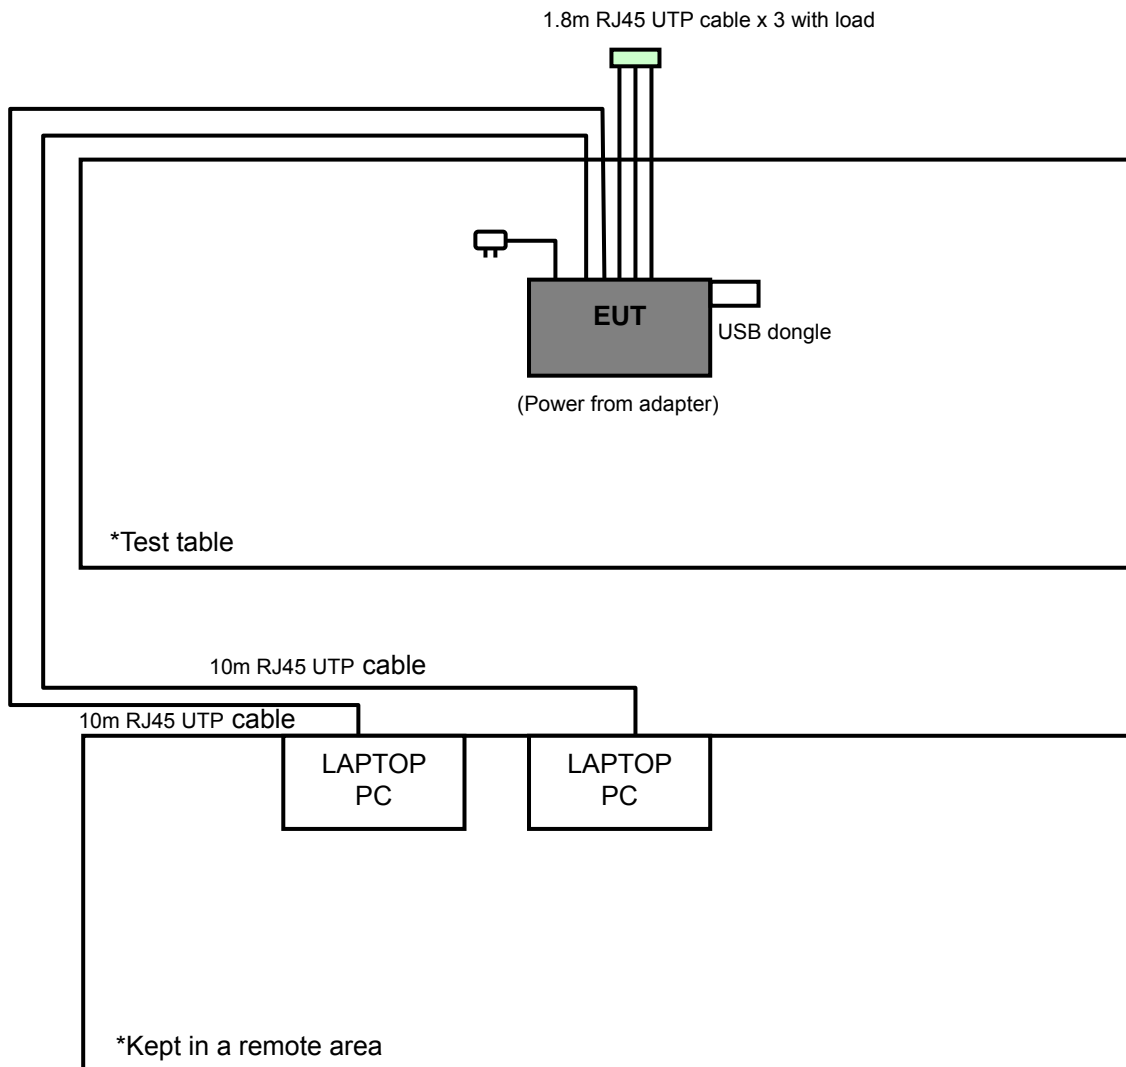 1.8m RJ45 UTP cable x 3 with load
EUT
USB dongle
(Power from adapter)
*Test table
10m RJ45 UTP cable
10m RJ45 UTP cable
LAPTOP
PC
LAPTOP
PC
*Kept in a remote area